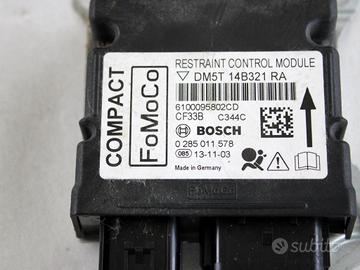 COMPACT
FoMoCo
RESTRAINT CONTROL MODULE
DM5T 14B321 RA
6100095802CD
CF33B C344C
BOSCH
0 285 011 578
085 13-11-03
Made in Germany
FoMoCo
subito